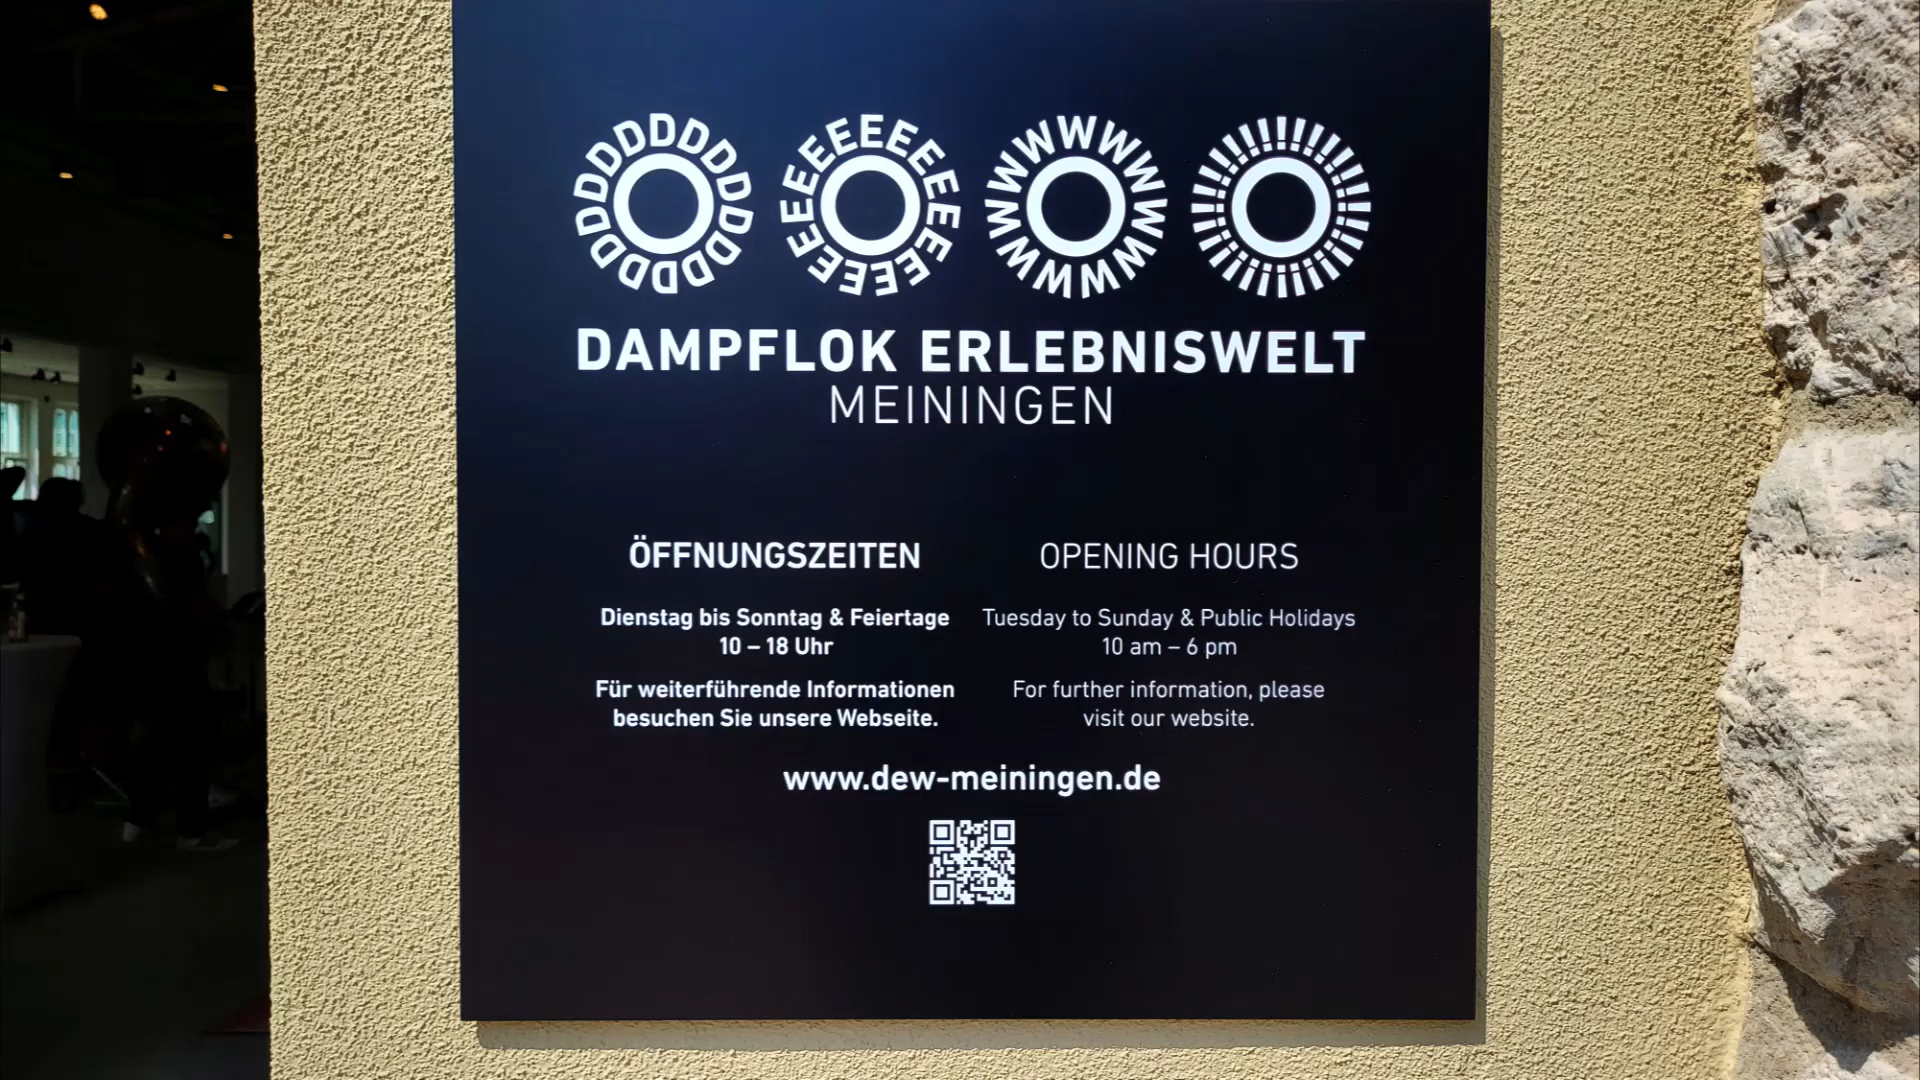 DAMPFLOK ERLEBNISWELT
MEININGEN
ÖFFNUNGSZEITEN
Dienstag bis Sonntag & Feiertage
10 – 18 Uhr
Für weiterführende Informationen
besuchen Sie unsere Webseite.
OPENING HOURS
Tuesday to Sunday & Public Holidays
10 am – 6 pm
For further information, please
visit our website.
www.dew-meiningen.de